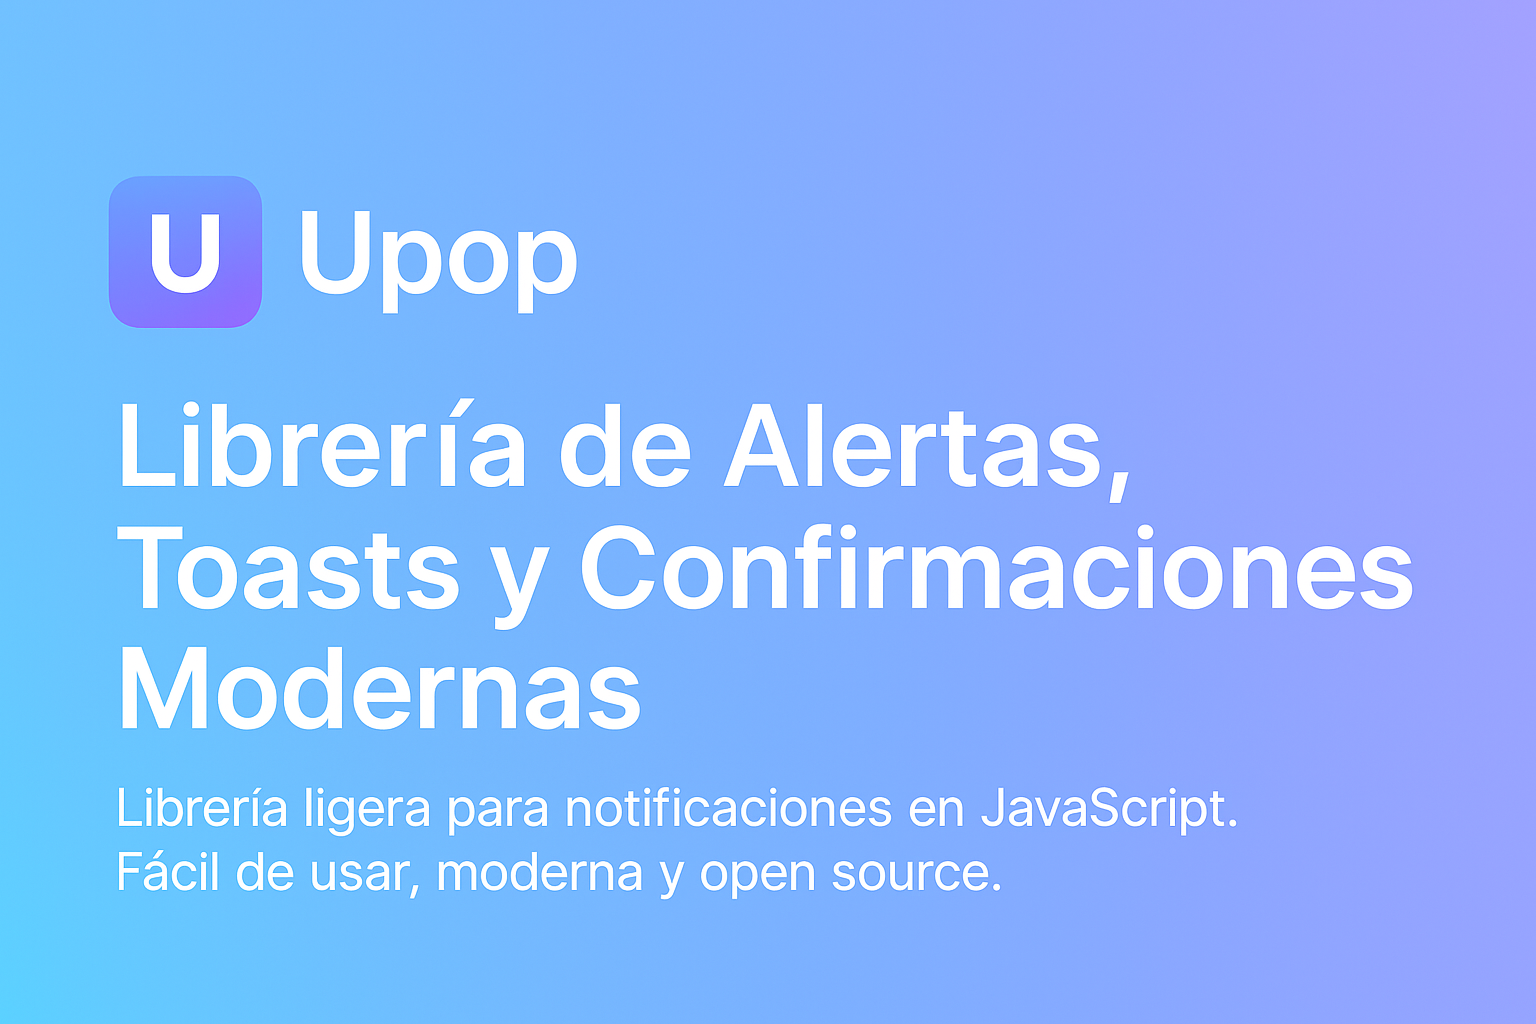 U Upop
Librería de Alertas,
Toasts y Confirmaciones
Modernas
Librería ligera para notificaciones en JavaScript.
Fácil de usar, moderna y open source.